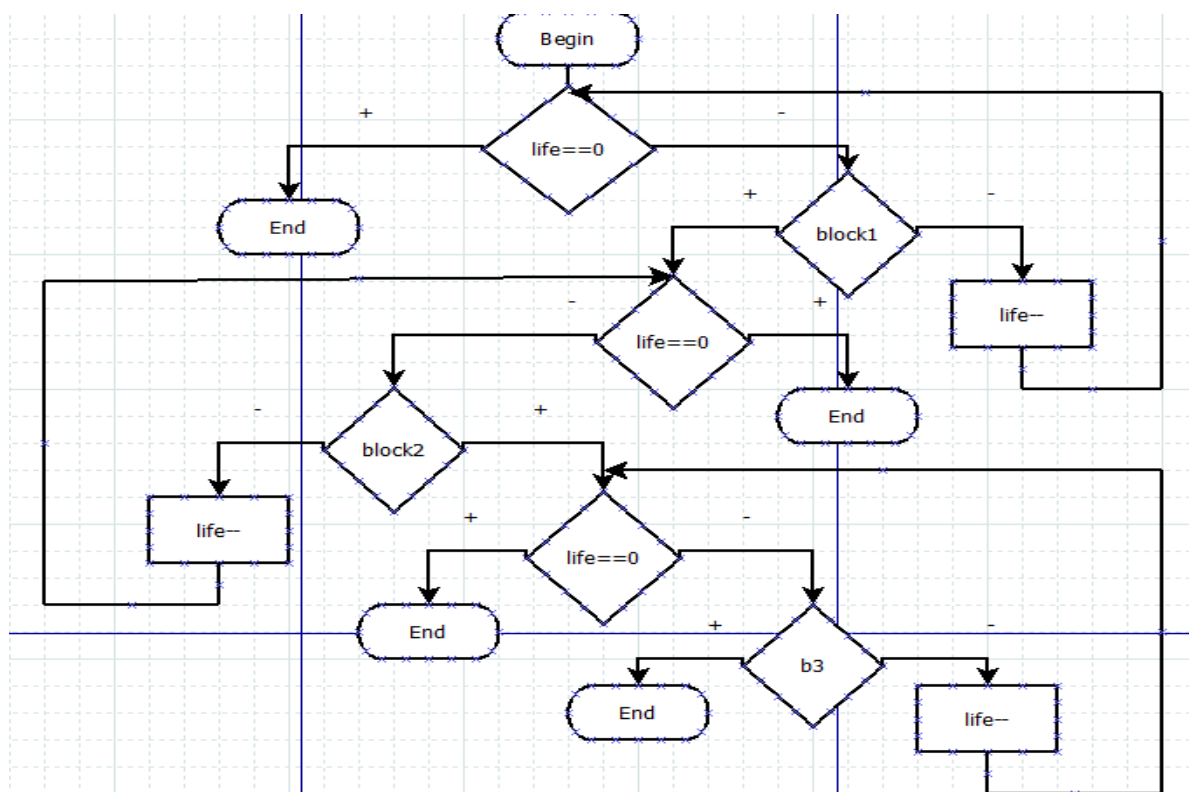 Begin
+ -
life==0
+ -
End
block1
- +
life--
life==0
- +
End
block2
+ -
life--
life==0
+ -
End
b3
End
life--